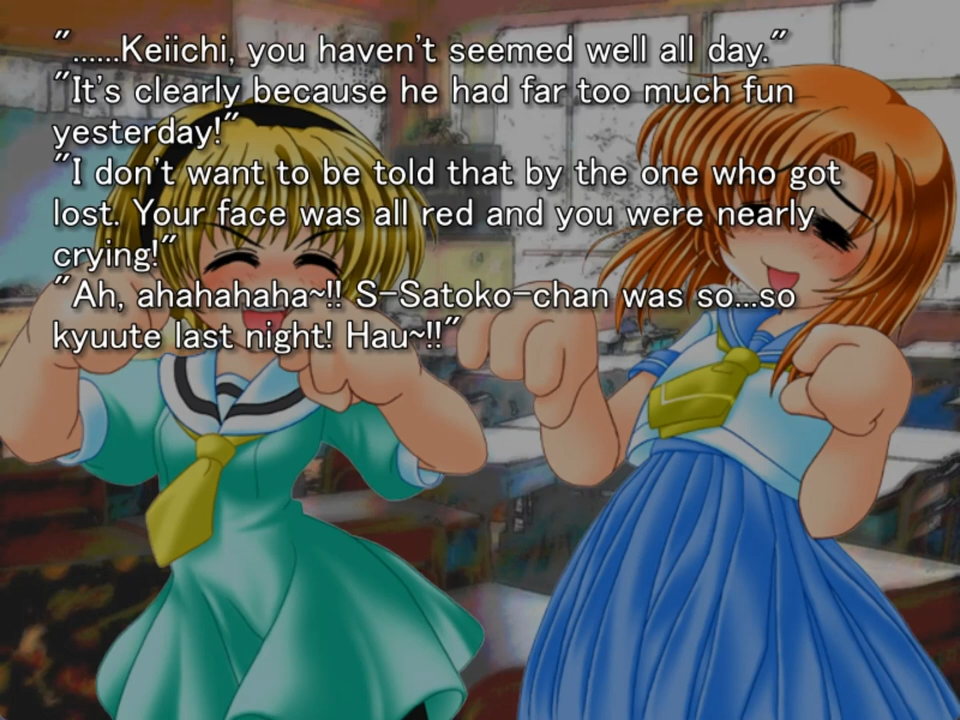 "......Keiichi, you haven't seemed well all day."
"It's clearly because he had far too much fun
yesterday!"
"I don't want to be told that by the one who got
lost. Your face was all red and you were nearly
crying!"
"Ah, ahahahaha~!! S-Satoko-chan was so...so
kyuute last night! Hau~!!"